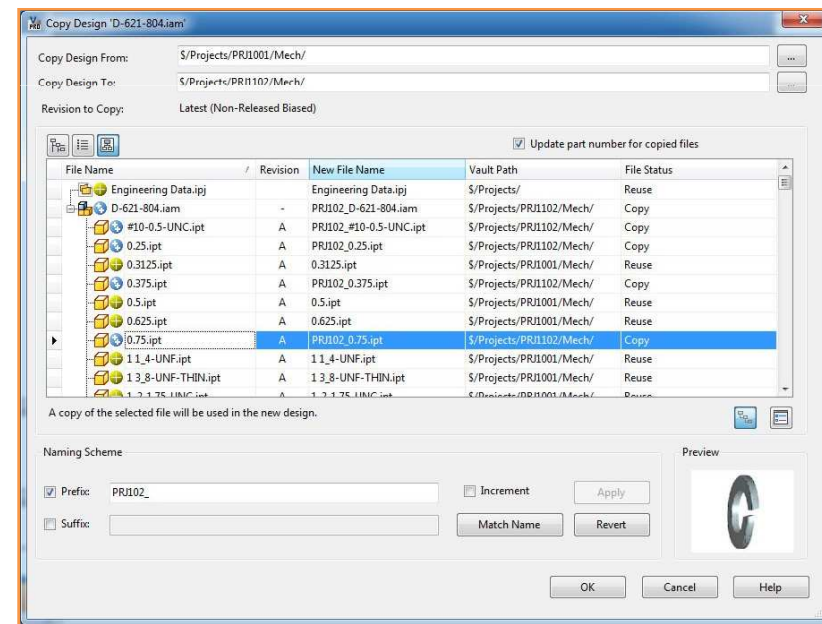 Copy Design 'D-621-804.iam'
Copy Design From: $/Projects/PRJ1001/Mech/ ...
Copy Design To: $/Projects/PRJ1102/Mech/ ...
Revision to Copy: Latest (Non-Released Biased)
Update part number for copied files
File Name / Revision New File Name Vault Path File Status
Engineering Data.ipj Engineering Data.ipj $/Projects/ Reuse
D-621-804.iam - PRJ102_D-621-804.iam $/Projects/PRJ1102/Mech/ Copy
#10-0.5-UNC.ipt A PRJ102_#10-0.5-UNC.ipt $/Projects/PRJ1102/Mech/ Copy
0.25.ipt A PRJ102_0.25.ipt $/Projects/PRJ1102/Mech/ Copy
0.3125.ipt A 0.3125.ipt $/Projects/PRJ1001/Mech/ Reuse
0.375.ipt A PRJ102_0.375.ipt $/Projects/PRJ1102/Mech/ Copy
0.5.ipt A 0.5.ipt $/Projects/PRJ1001/Mech/ Reuse
0.625.ipt A 0.625.ipt $/Projects/PRJ1001/Mech/ Reuse
0.75.ipt A PRJ102_0.75.ipt $/Projects/PRJ1102/Mech/ Copy
1 1_4-UNF.ipt A 1 1_4-UNF.ipt $/Projects/PRJ1001/Mech/ Reuse
1 3_8-UNF-THIN.ipt A 1 3_8-UNF-THIN.ipt $/Projects/PRJ1001/Mech/ Reuse
A copy of the selected file will be used in the new design.
Naming Scheme Preview
Prefix: PRJ102_ Increment Apply
Suffix: Match Name Revert
OK Cancel Help